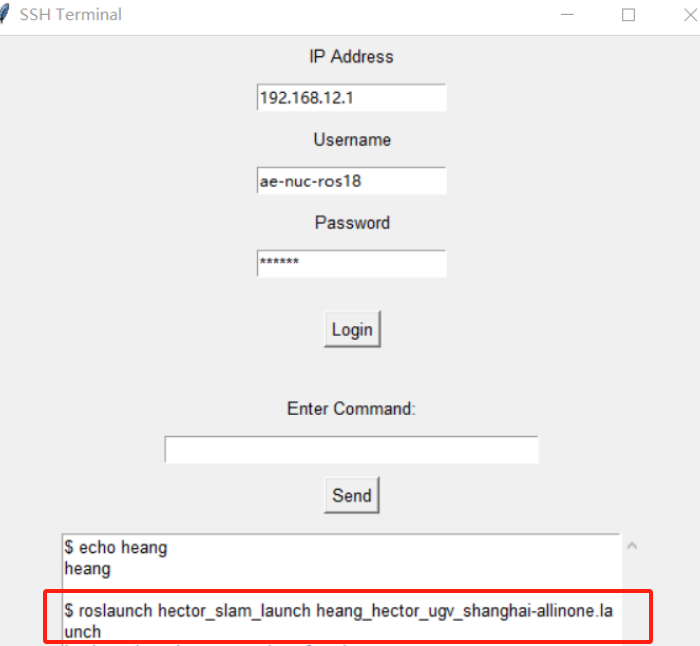 SSH Terminal
IP Address
192.168.12.1
Username
ae-nuc-ros18
Password
******
Login
Enter Command:
Send
$ echo heang
heang
$ roslaunch hector_slam_launch heang_hector_ugv_shanghai-allinone.la
unch